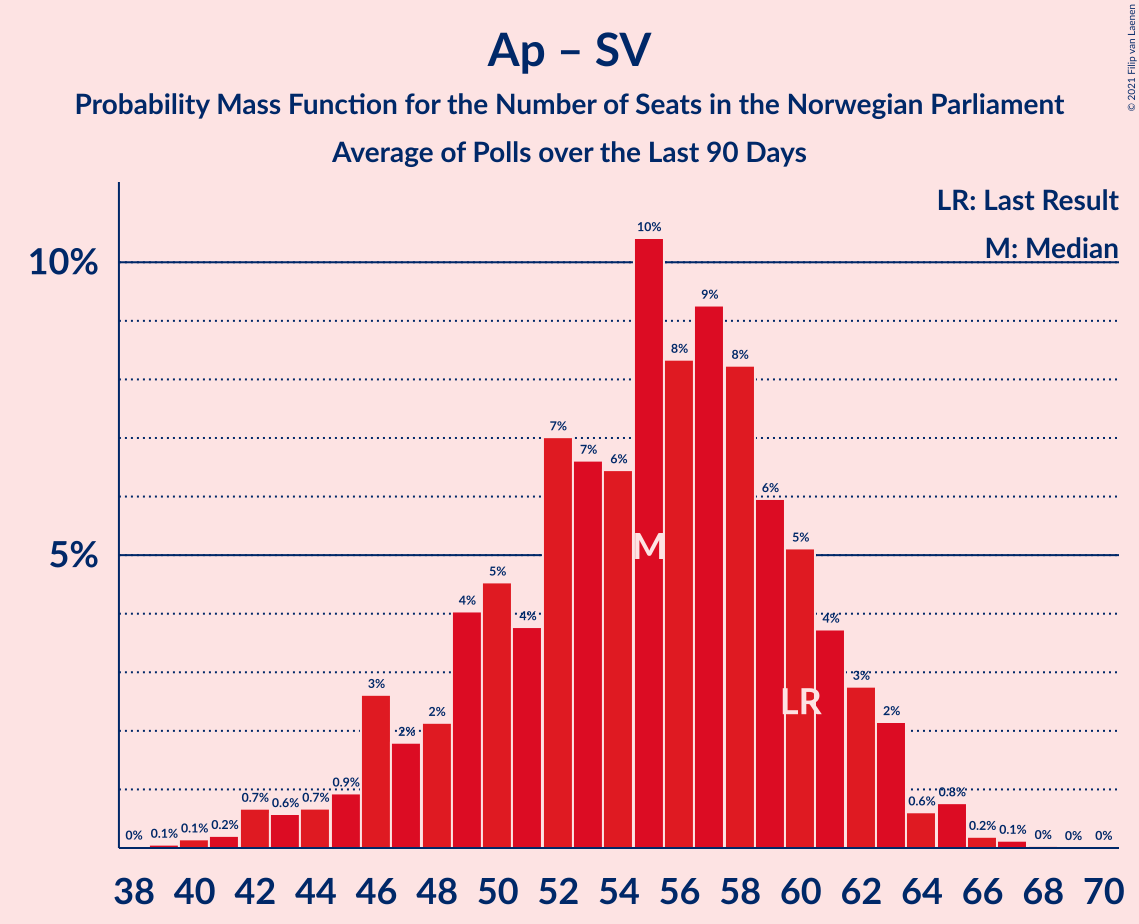 Ap – SV
Probability Mass Function for the Number of Seats in the Norwegian Parliament
Average of Polls over the Last 90 Days
© 2021 Filip van Laenen
LR: Last Result
M: Median
10%
5%
0% 0.1% 0.1% 0.2% 0.7% 0.6% 0.7% 0.9% 3% 2% 2% 4% 5% 4% 7% 7% 6% 10% 8% 9% 8% 6% 5% 4% 3% 2% 0.6% 0.8% 0.2% 0.1% 0% 0% 0%
M
LR
38 40 42 44 46 48 50 52 54 56 58 60 62 64 66 68 70